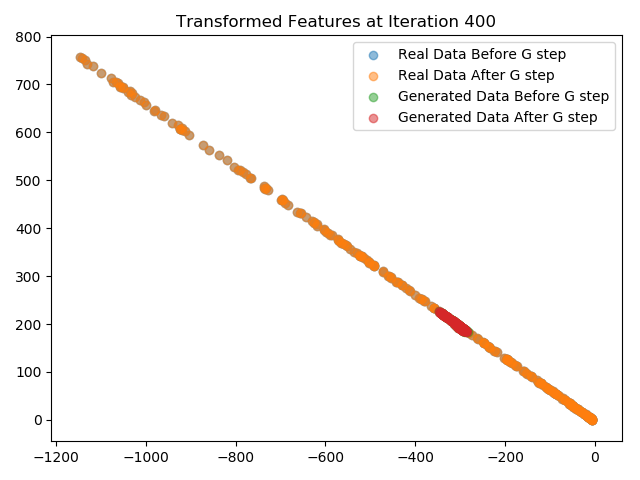 Transformed Features at Iteration 400
Real Data Before G step
Real Data After G step
Generated Data Before G step
Generated Data After G step
800
700
600
500
400
300
200
100
0
−1200 −1000 −800 −600 −400 −200 0